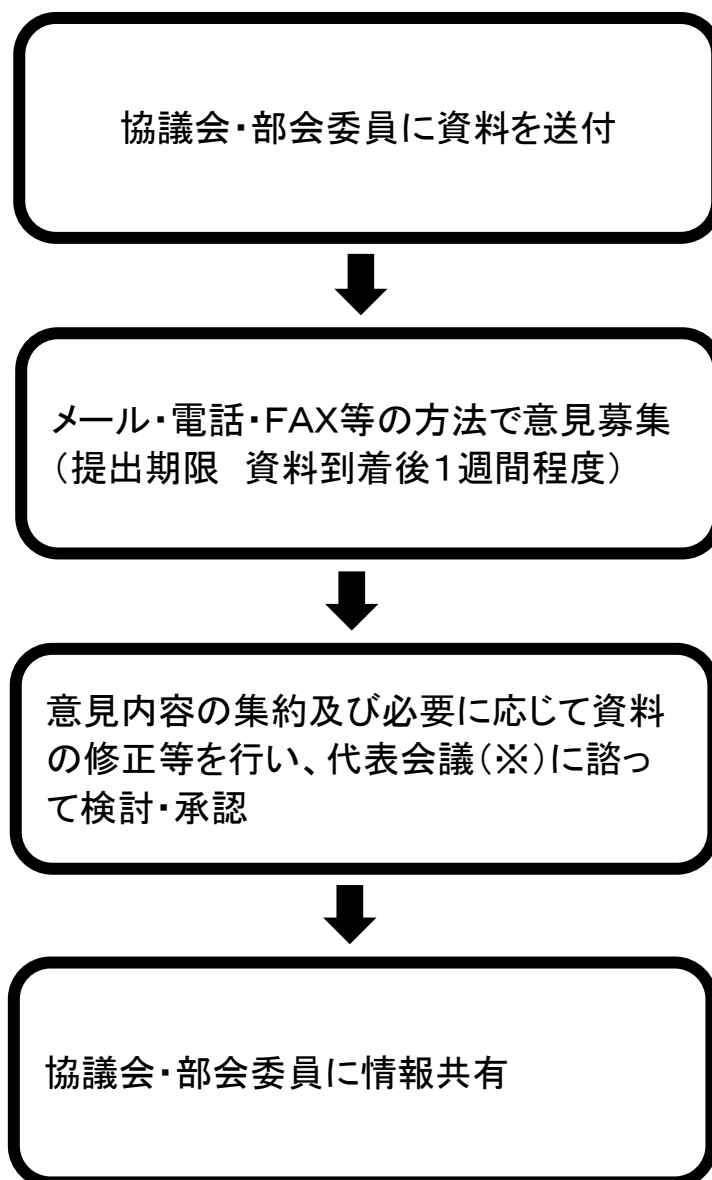 協議会・部会委員に資料を送付
メール・電話・FAX等の方法で意見募集
（提出期限　資料到着後１週間程度）
意見内容の集約及び必要に応じて資料
の修正等を行い、代表会議（※）に諮っ
て検討・承認
協議会・部会委員に情報共有